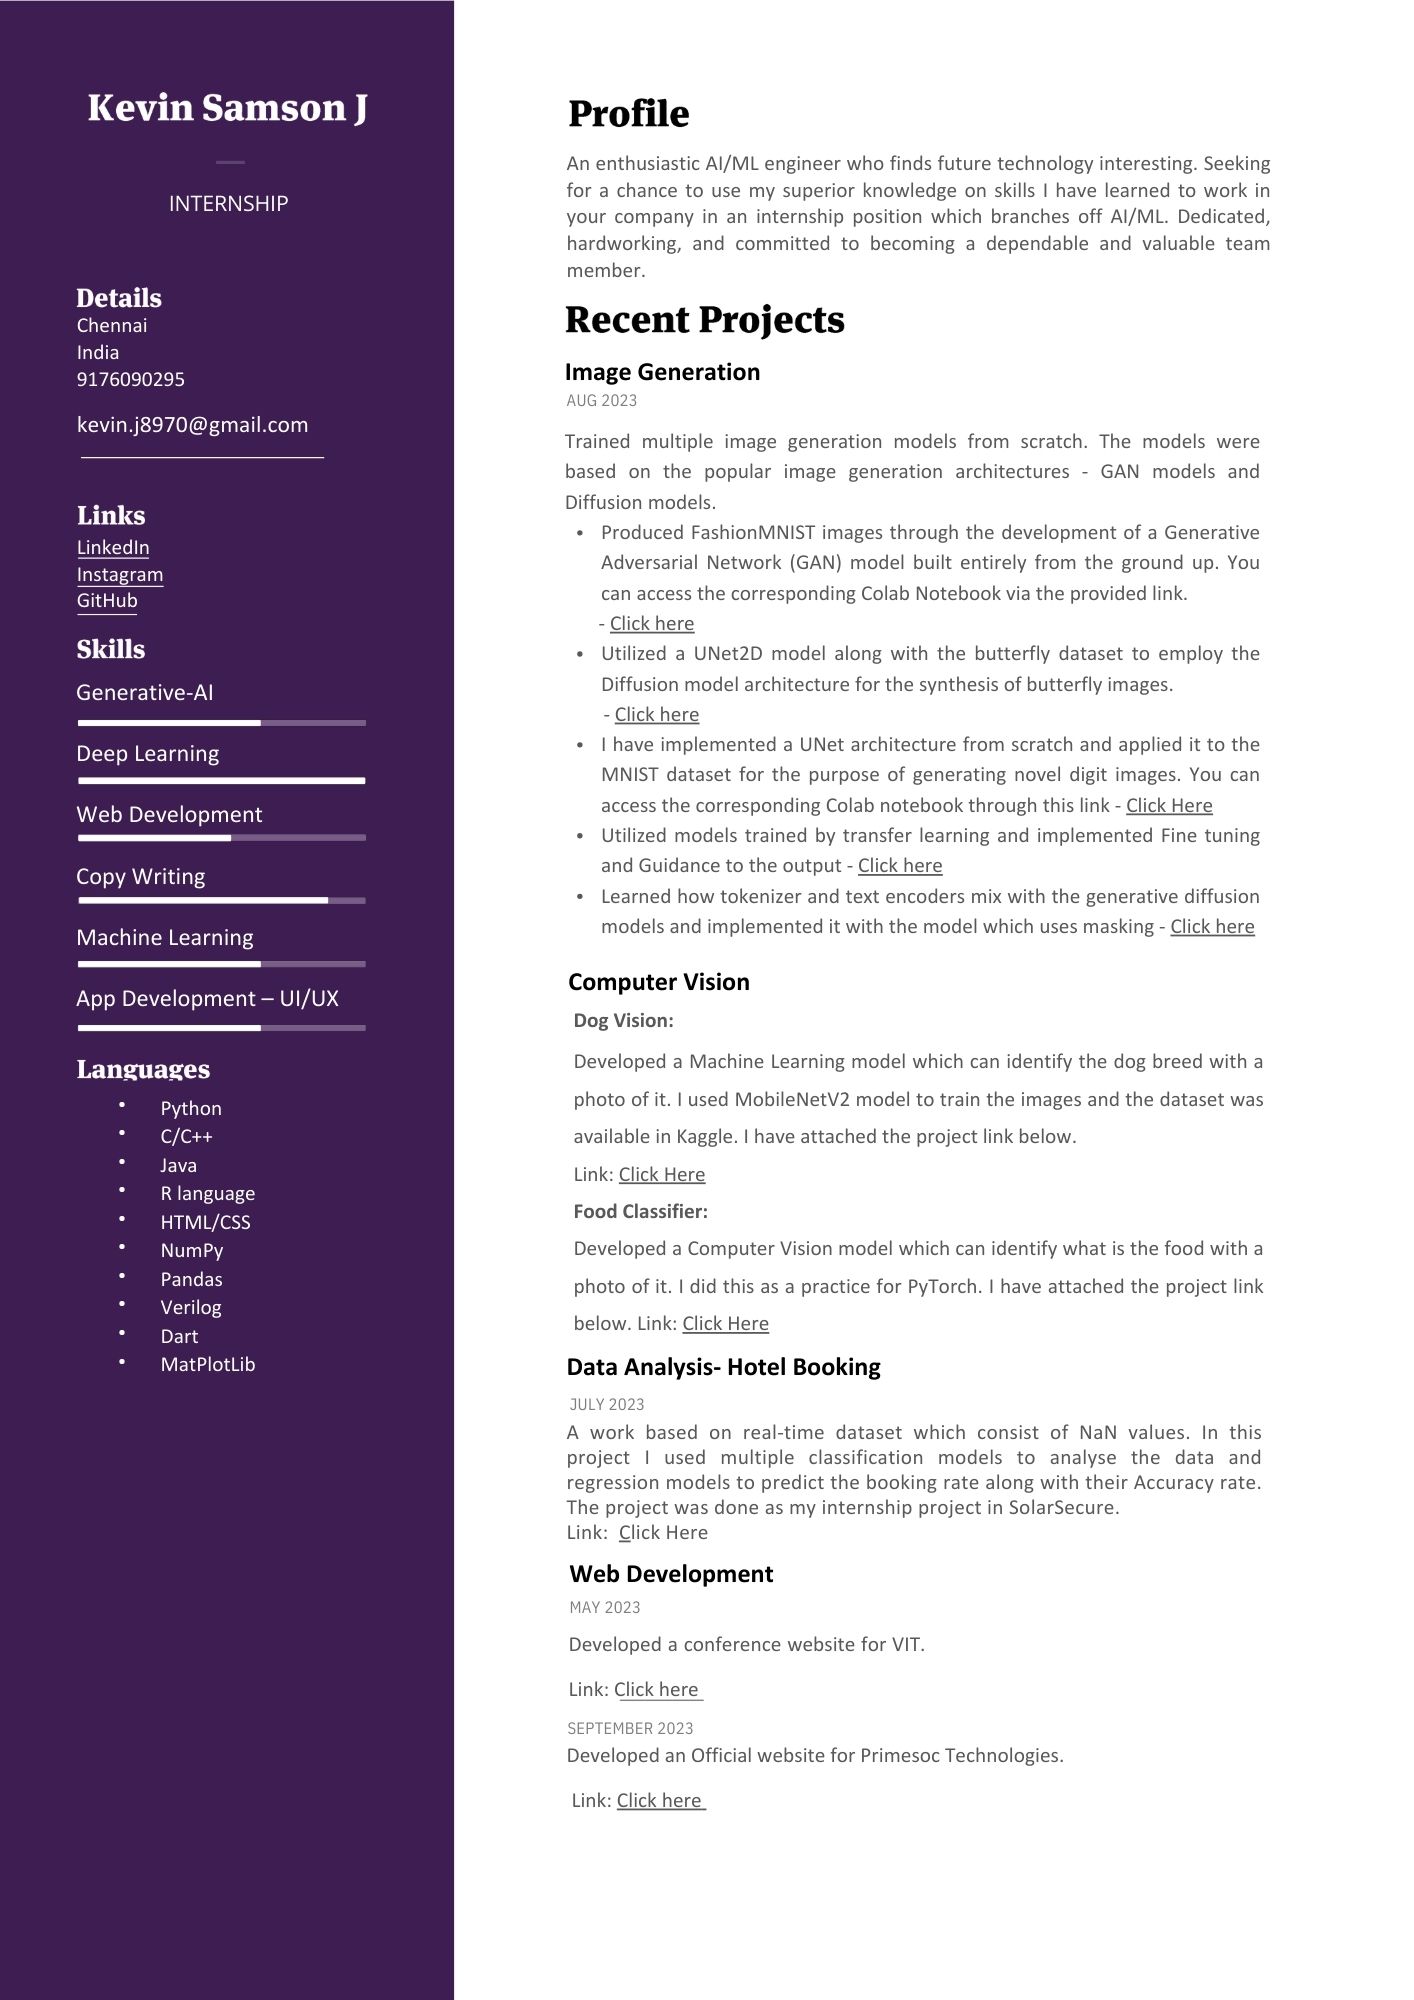 Kevin Samson J
INTERNSHIP
Details
Chennai
India
9176090295
kevin.j8970@gmail.com
Links
LinkedIn
Instagram
GitHub
Skills
Generative-AI
Deep Learning
Web Development
Copy Writing
Machine Learning
App Development – UI/UX
Languages
• Python
• C/C++
• Java
• R language
• HTML/CSS
• NumPy
• Pandas
• Verilog
• Dart
• MatPlotLib
Profile
An enthusiastic AI/ML engineer who finds future technology interesting. Seeking
for a chance to use my superior knowledge on skills I have learned to work in
your company in an internship position which branches off AI/ML. Dedicated,
hardworking, and committed to becoming a dependable and valuable team
member.
Recent Projects
Image Generation
AUG 2023
Trained multiple image generation models from scratch. The models were
based on the popular image generation architectures - GAN models and
Diffusion models.
• Produced FashionMNIST images through the development of a Generative
Adversarial Network (GAN) model built entirely from the ground up. You
can access the corresponding Colab Notebook via the provided link.
- Click here
• Utilized a UNet2D model along with the butterfly dataset to employ the
Diffusion model architecture for the synthesis of butterfly images.
- Click here
• I have implemented a UNet architecture from scratch and applied it to the
MNIST dataset for the purpose of generating novel digit images. You can
access the corresponding Colab notebook through this link - Click Here
• Utilized models trained by transfer learning and implemented Fine tuning
and Guidance to the output - Click here
• Learned how tokenizer and text encoders mix with the generative diffusion
models and implemented it with the model which uses masking - Click here
Computer Vision
Dog Vision:
Developed a Machine Learning model which can identify the dog breed with a
photo of it. I used MobileNetV2 model to train the images and the dataset was
available in Kaggle. I have attached the project link below.
Link: Click Here
Food Classifier:
Developed a Computer Vision model which can identify what is the food with a
photo of it. I did this as a practice for PyTorch. I have attached the project link
below. Link: Click Here
Data Analysis- Hotel Booking
JULY 2023
A work based on real-time dataset which consist of NaN values. In this
project I used multiple classification models to analyse the data and
regression models to predict the booking rate along with their Accuracy rate.
The project was done as my internship project in SolarSecure.
Link: Click Here
Web Development
MAY 2023
Developed a conference website for VIT.
Link: Click here
SEPTEMBER 2023
Developed an Official website for Primesoc Technologies.
Link: Click here